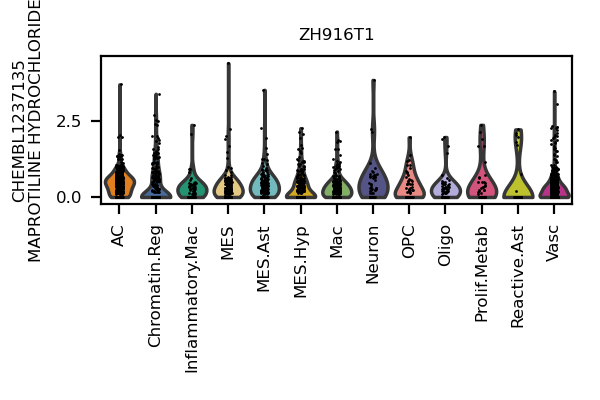 ZH916T1
CHEMBL1237135
MAPROTILINE HYDROCHLORIDE
2.5
0.0
AC
Chromatin.Reg
Inflammatory.Mac
MES
MES.Ast
MES.Hyp
Mac
Neuron
OPC
Oligo
Prolif.Metab
Reactive.Ast
Vasc